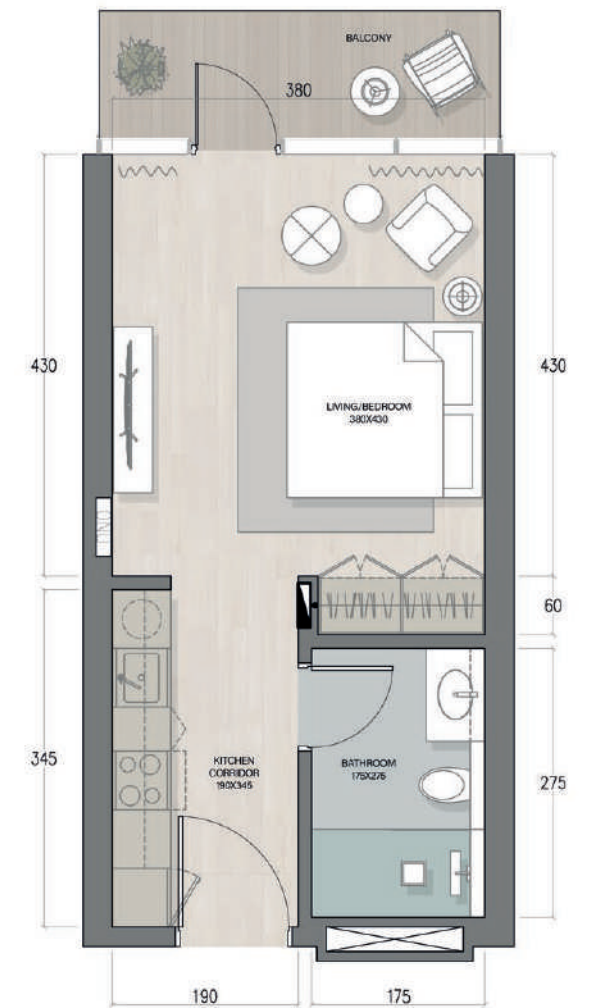 BALCONY
380
430
430
LIVING/BEDROOM
380X430
60
345
KITCHEN
CORRIDOR
190X345
BATHROOM
175X275
275
190
175